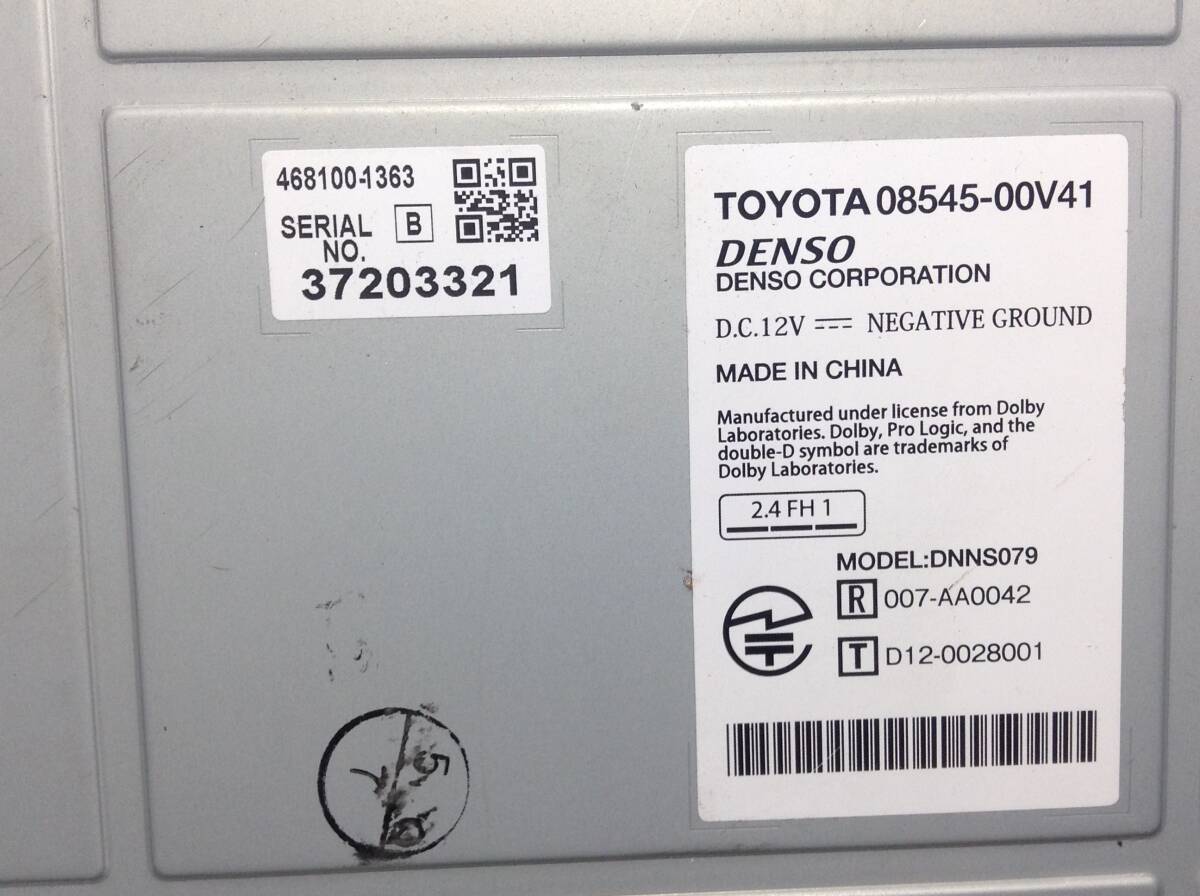 468100-1363
SERIAL B
NO.
37203321
TOYOTA 08545-00V41
DENSO
DENSO CORPORATION
D.C.12V NEGATIVE GROUND
MADE IN CHINA
Manufactured under license from Dolby
Laboratories. Dolby, Pro Logic, and the
double-D symbol are trademarks of
Dolby Laboratories.
2.4 FH 1
MODEL:DNNS079
R 007-AA0042
T D12-0028001